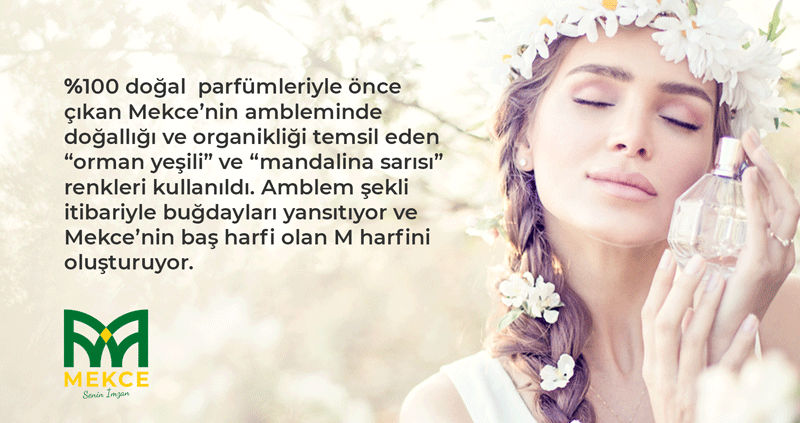 %100 doğal  parfümleriyle önce
çıkan Mekce’nin ambleminde
doğallığı ve organikliği temsil eden
“orman yeşili” ve “mandalina sarısı”
renkleri kullanıldı. Amblem şekli
itibariyle buğdayları yansıtıyor ve
Mekce’nin baş harfi olan M harfini
oluşturuyor.
MEKCE
Senin İmzan